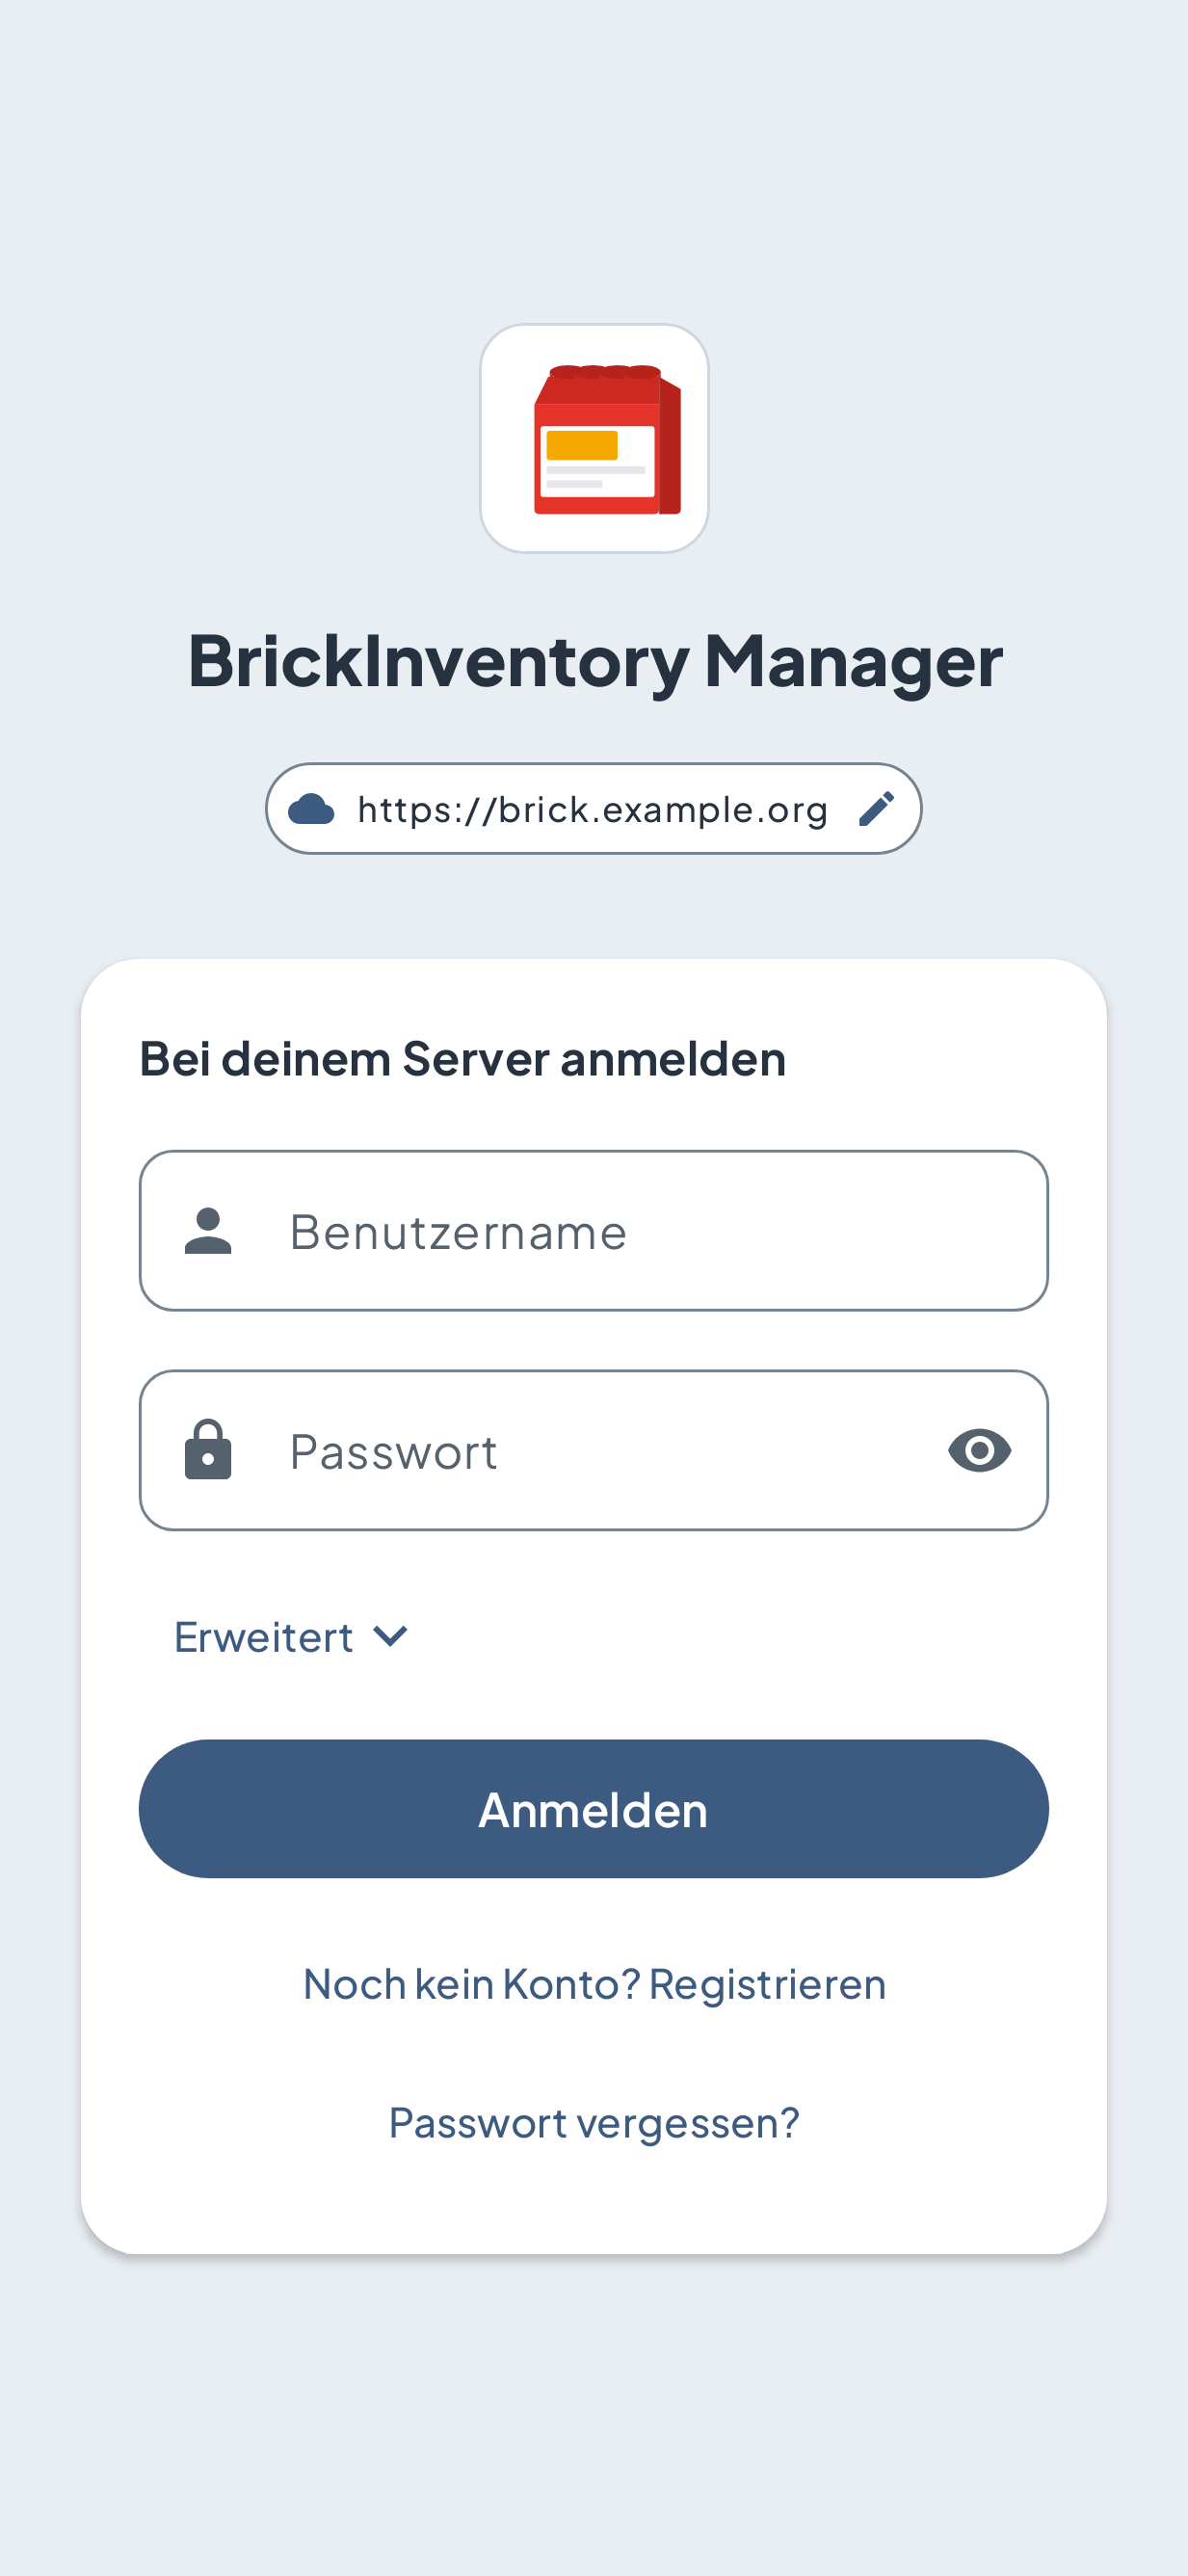 BrickInventory Manager
https://brick.example.org
Bei deinem Server anmelden
Benutzername
Passwort
Erweitert
Anmelden
Noch kein Konto? Registrieren
Passwort vergessen?